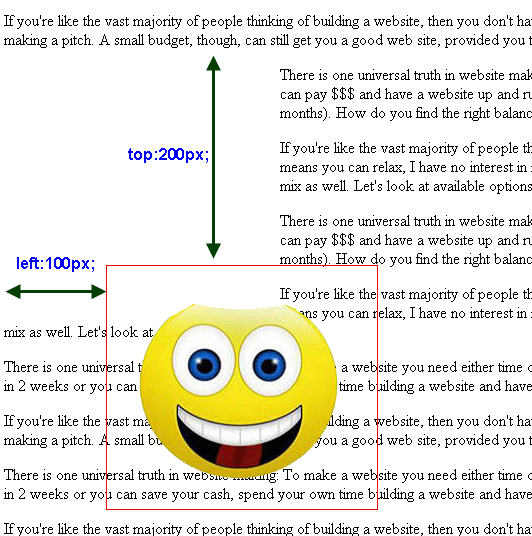 If you're like the vast majority of people thinking of building a website, then you don't ha
making a pitch. A small budget, though, can still get you a good web site, provided you t
There is one universal truth in website mak
can pay $$$ and have a website up and ru
months). How do you find the right balanc
top:200px;
If you're like the vast majority of people th
means you can relax, I have no interest in
mix as well. Let's look at available options
There is one universal truth in website mak
can pay $$$ and have a website up and ru
months). How do you find the right balanc
left:100px;
If you're like the vast majority of people th
you can relax, I have no interest in
mix as well. Let's look at
There is one universal t a website you need either time o
in 2 weeks or you can time building a website and have
If you're like the vast ma lding a website, then you don't ha
making a pitch. A small bu you a good web site, provided you t
There is one universal truth in website making: To make a website you need either time o
in 2 weeks or you can save your cash, spend your own time building a website and have
If you're like the vast majority of people thinking of building a website, then you don't ha